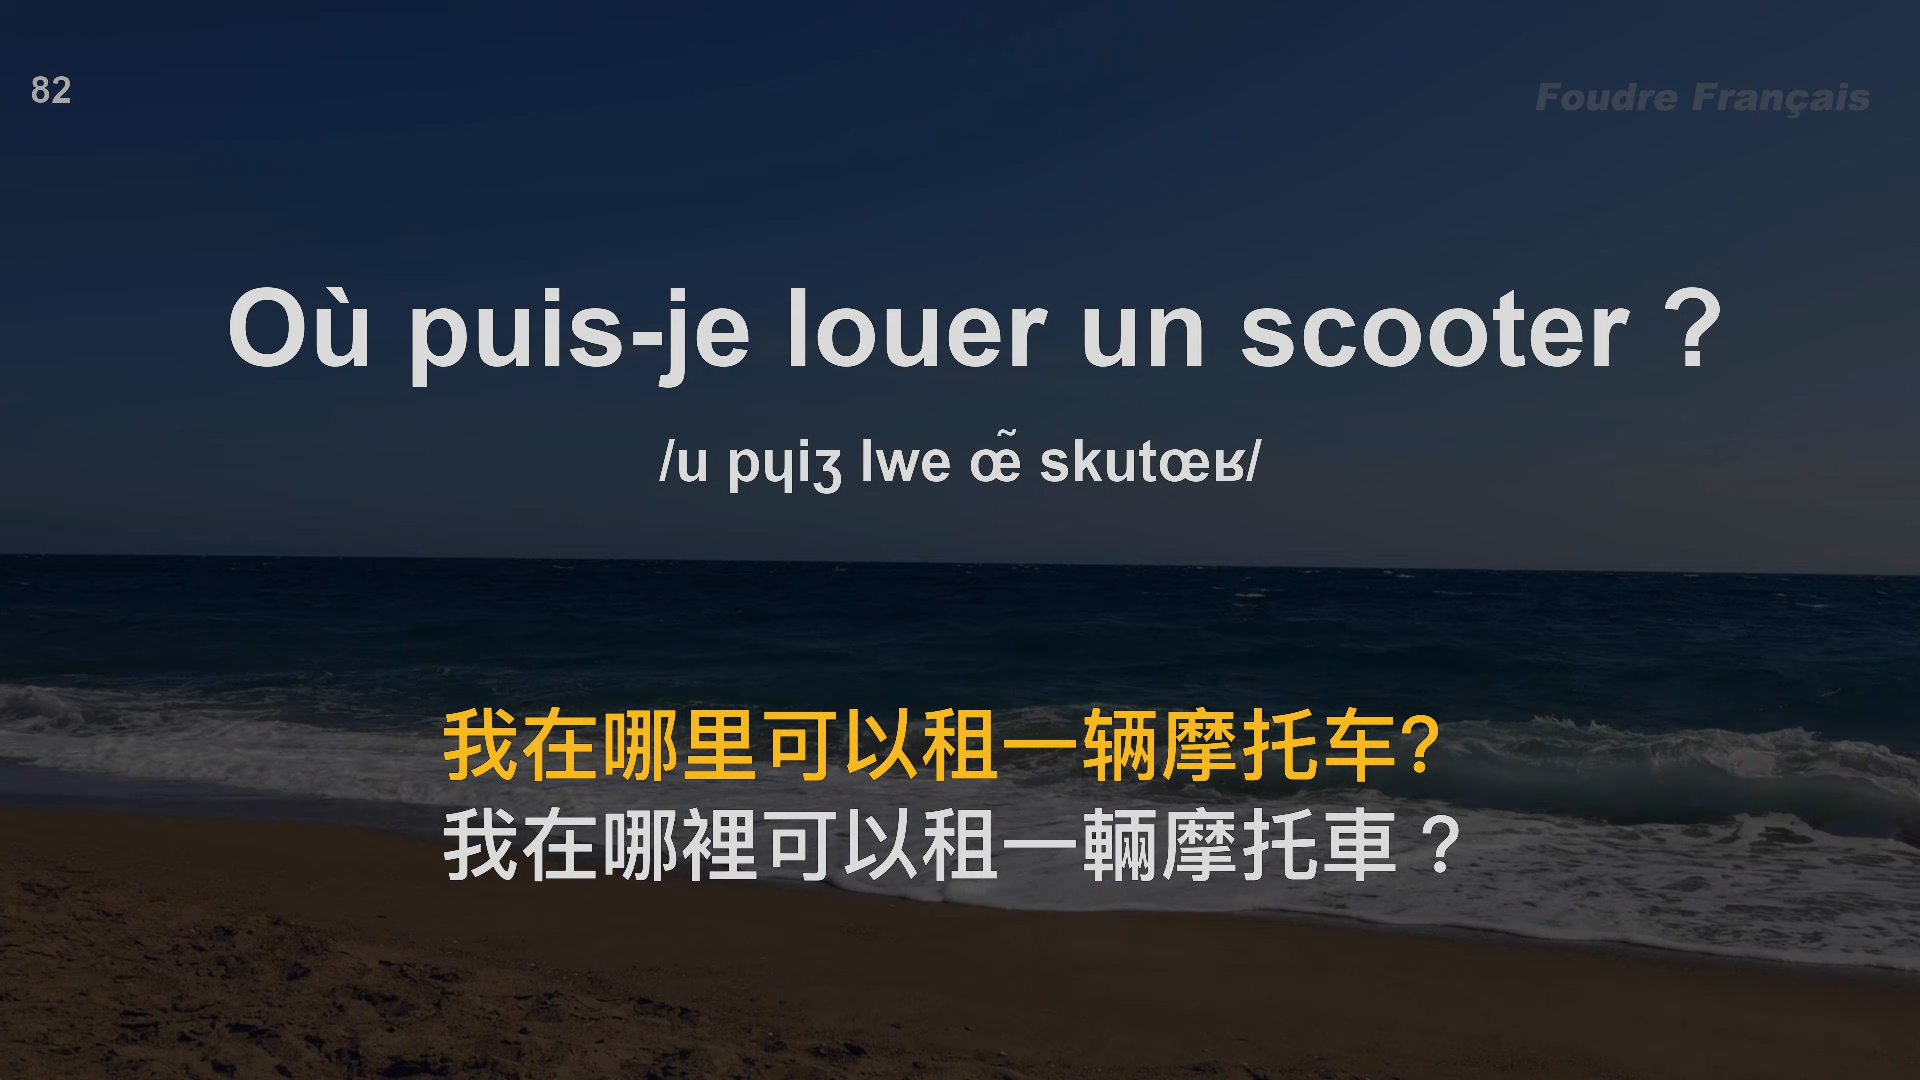 82
Foudre Français
Où puis-je louer un scooter ?
/u pɥiʒ lwe œ̃ skutœʁ/
我在哪里可以租一辆摩托车?
我在哪裡可以租一輛摩托車？